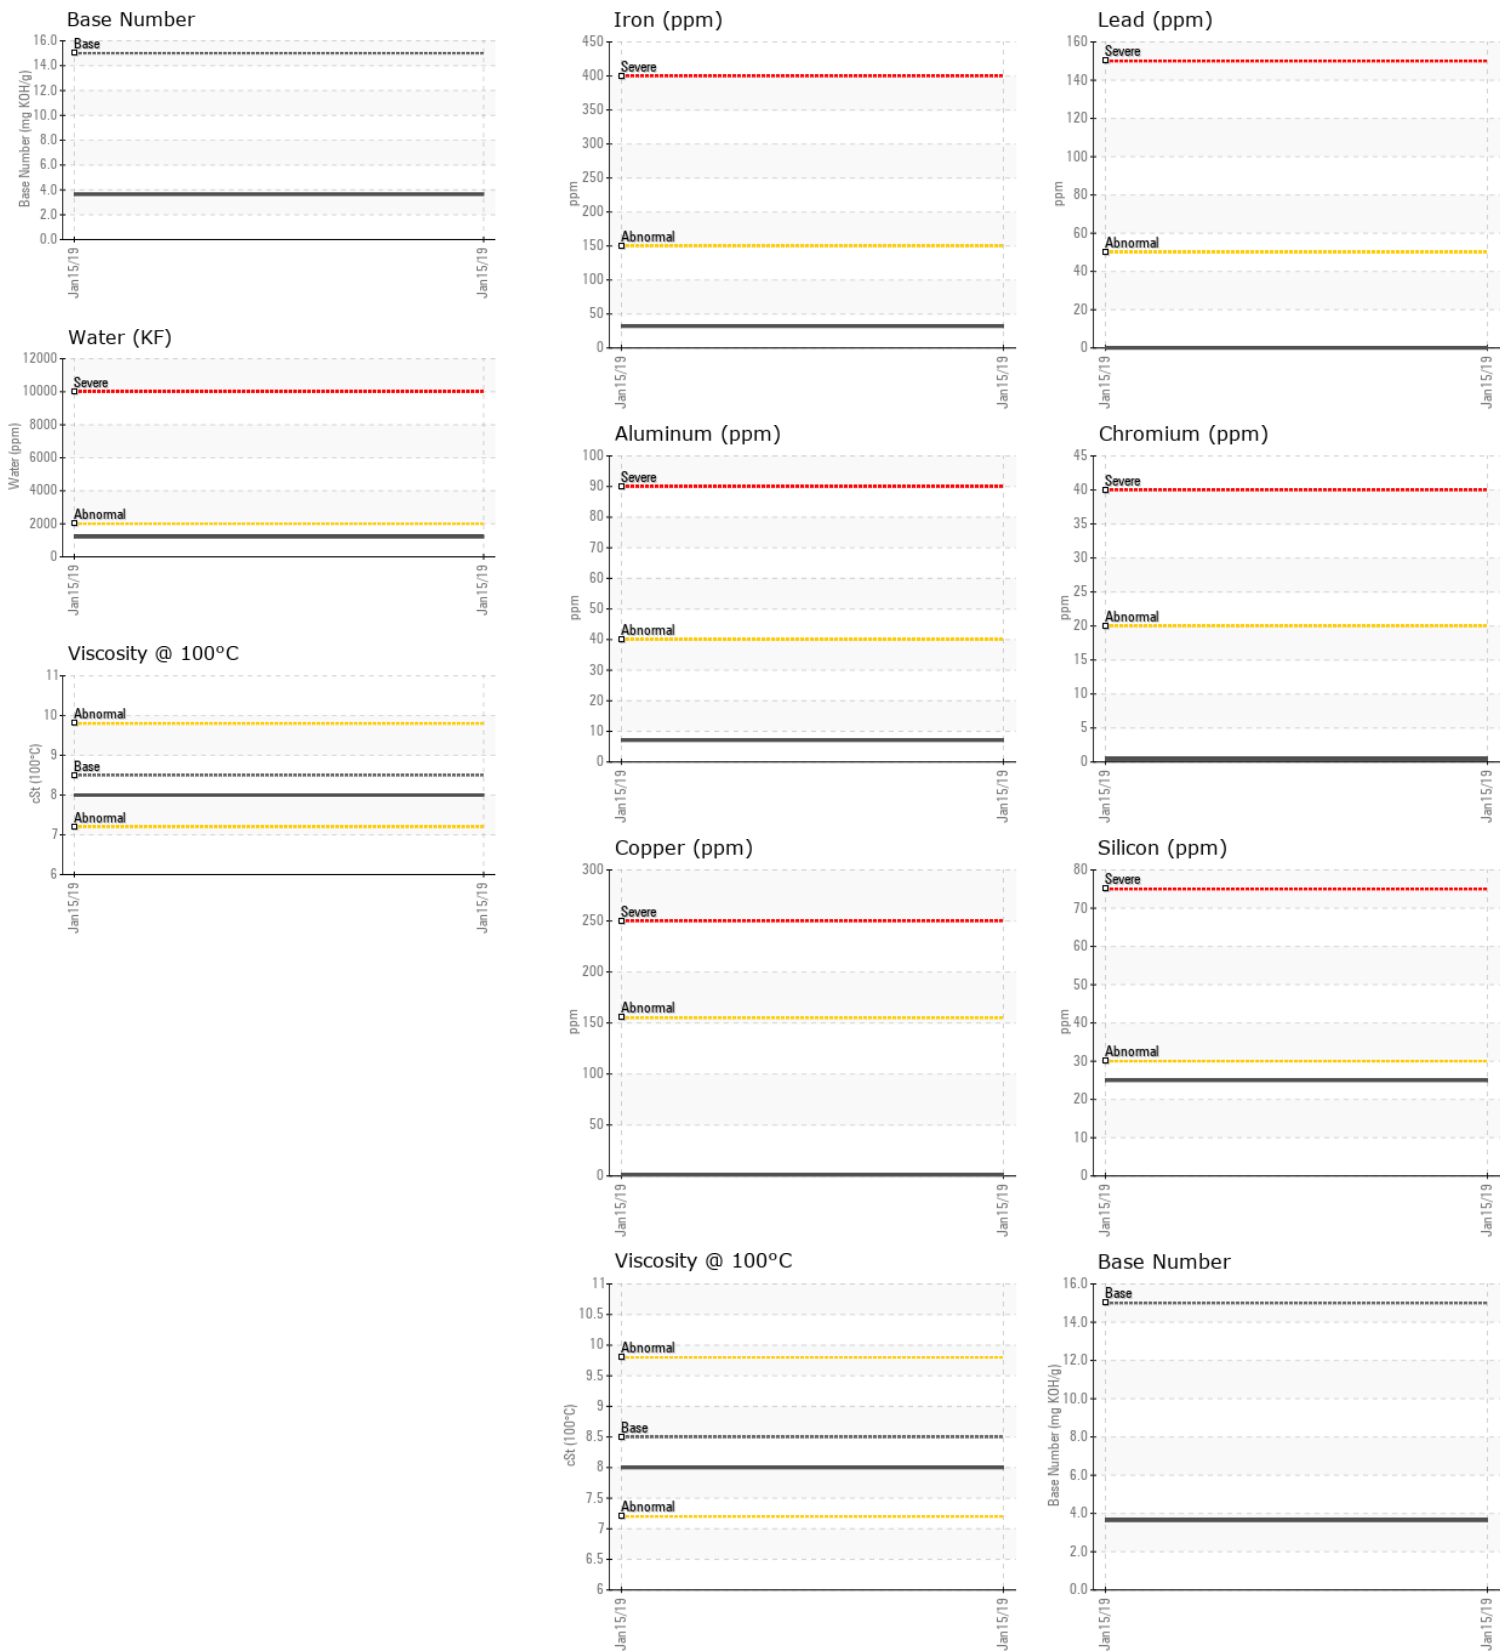 Base Number
Base Number (mg KOH/g)
16.0
14.0
12.0
10.0
8.0
6.0
4.0
2.0
0.0
Base
Jan15/19
Jan15/19
Water (KF)
Water (ppm)
12000
10000
8000
6000
4000
2000
0
Severe
Abnormal
Jan15/19
Jan15/19
Viscosity @ 100°C
cSt (100°C)
11
10
9
8
7
6
Abnormal
Base
Abnormal
Jan15/19
Jan15/19
Iron (ppm)
ppm
450
400
350
300
250
200
150
100
50
0
Severe
Abnormal
Jan15/19
Jan15/19
Lead (ppm)
ppm
160
140
120
100
80
60
40
20
0
Severe
Abnormal
Jan15/19
Jan15/19
Aluminum (ppm)
ppm
100
90
80
70
60
50
40
30
20
10
0
Severe
Abnormal
Jan15/19
Jan15/19
Chromium (ppm)
ppm
45
40
35
30
25
20
15
10
5
0
Severe
Abnormal
Jan15/19
Jan15/19
Copper (ppm)
ppm
300
250
200
150
100
50
0
Severe
Abnormal
Jan15/19
Jan15/19
Silicon (ppm)
ppm
80
70
60
50
40
30
20
10
0
Severe
Abnormal
Jan15/19
Jan15/19
Viscosity @ 100°C
cSt (100°C)
11
10.5
10
9.5
9
8.5
8
7.5
7
6.5
6
Abnormal
Base
Abnormal
Jan15/19
Jan15/19
Base Number
Base Number (mg KOH/g)
16.0
14.0
12.0
10.0
8.0
6.0
4.0
2.0
0.0
Base
Jan15/19
Jan15/19